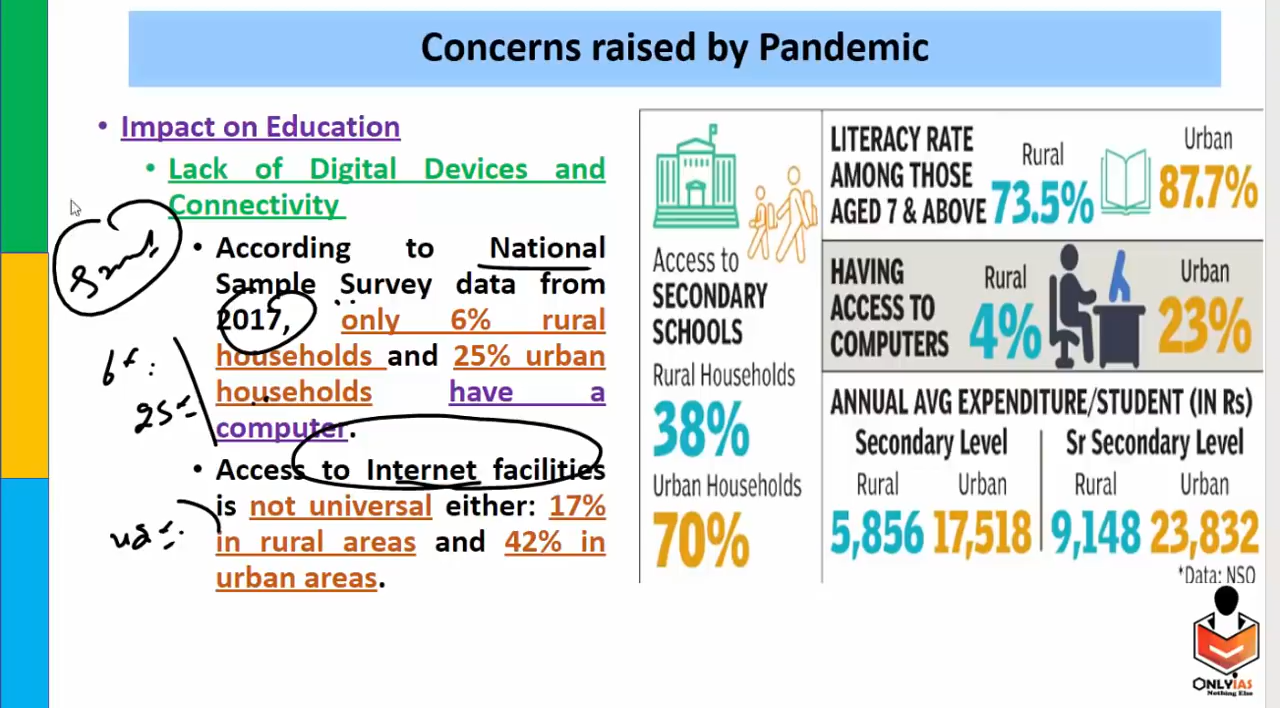 Concerns raised by Pandemic
• Impact on Education
• Lack of Digital Devices and
Connectivity
• According to National
Sample Survey data from
2017, only 6% rural
households and 25% urban
households have a
computer.
• Access to Internet facilities
is not universal either: 17%
in rural areas and 42% in
urban areas.
Access to
SECONDARY
SCHOOLS
Rural Households
38%
Urban Households
70%
LITERACY RATE
AMONG THOSE
AGED 7 & ABOVE
Rural
73.5%
Urban
87.7%
HAVING
ACCESS TO
COMPUTERS
Rural
4%
Urban
23%
ANNUAL AVG EXPENDITURE/STUDENT (IN Rs)
Secondary Level
Rural Urban
5,856 17,518
Sr Secondary Level
Rural Urban
9,148 23,832
*Data: NSO
ONLYIAS
Nothing Else